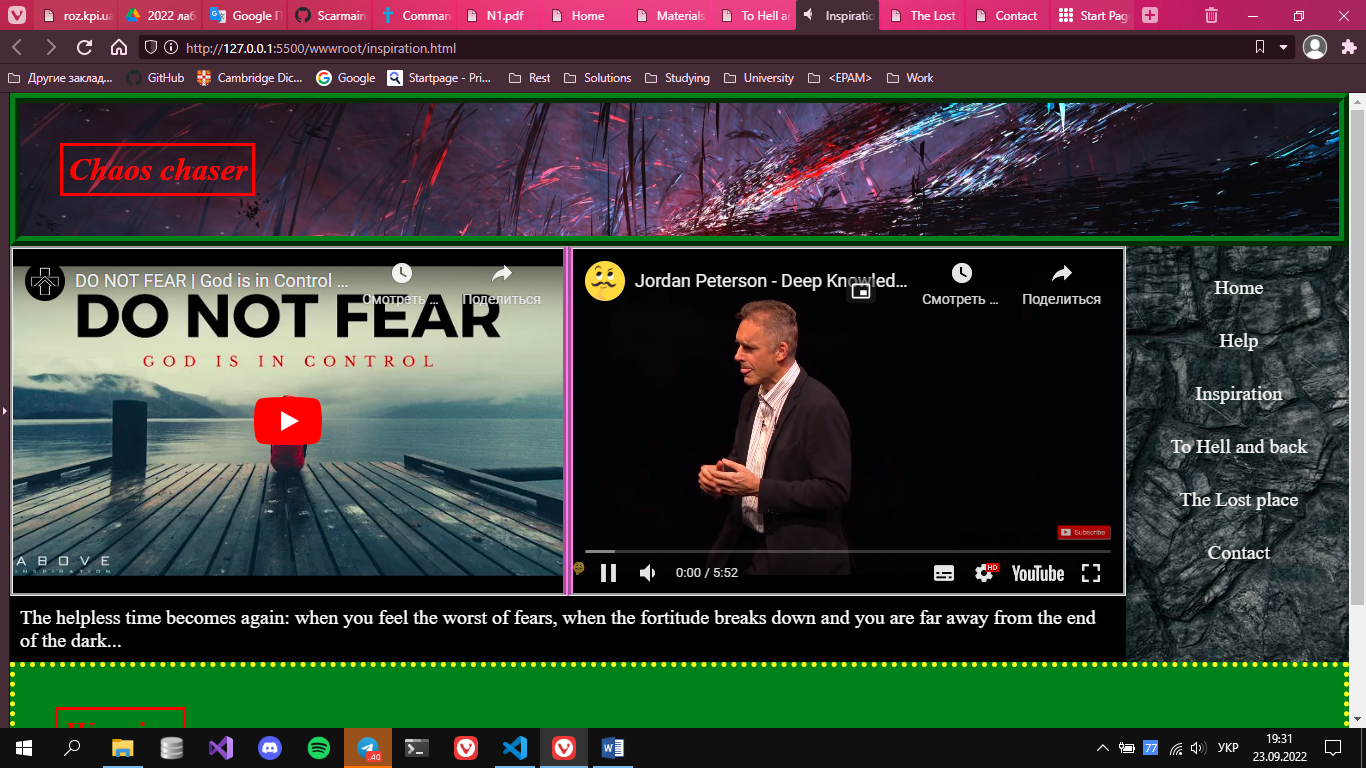 roz.kpi.ua
2022 лаб
Google П
Scarmain
Comman
N1.pdf
Home
Materials
To Hell an
Inspiratio
The Lost
Contact
Start Pag
http://127.0.0.1:5500/wwwroot/inspiration.html
Другие заклад...
GitHub
Cambridge Dic...
Google
Startpage - Pri...
Rest
Solutions
Studying
University
<EPAM>
Work
Chaos chaser
DO NOT FEAR | God is in Control ...
Смотреть ...
Поделиться
DO NOT FEAR
GOD IS IN CONTROL
ABOVE
INSPIRATION
Jordan Peterson - Deep Knowled...
Смотреть ...
Поделиться
Subscribe
0:00 / 5:52
HD
YouTube
Home
Help
Inspiration
To Hell and back
The Lost place
Contact
The helpless time becomes again: when you feel the worst of fears, when the fortitude breaks down and you are far away from the end
of the dark...
40
77
УКР
19:31
23.09.2022